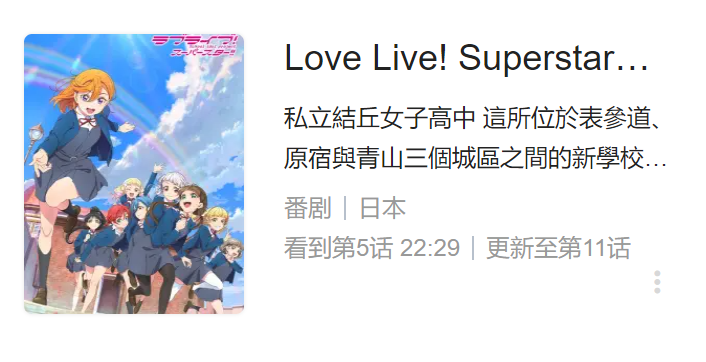 ラブライブ!
スーパースター!!
Love Live! Superstar…
私立結丘女子高中 這所位於表參道、
原宿與青山三個城區之間的新學校…
番剧｜日本
看到第5话 22:29｜更新至第11话